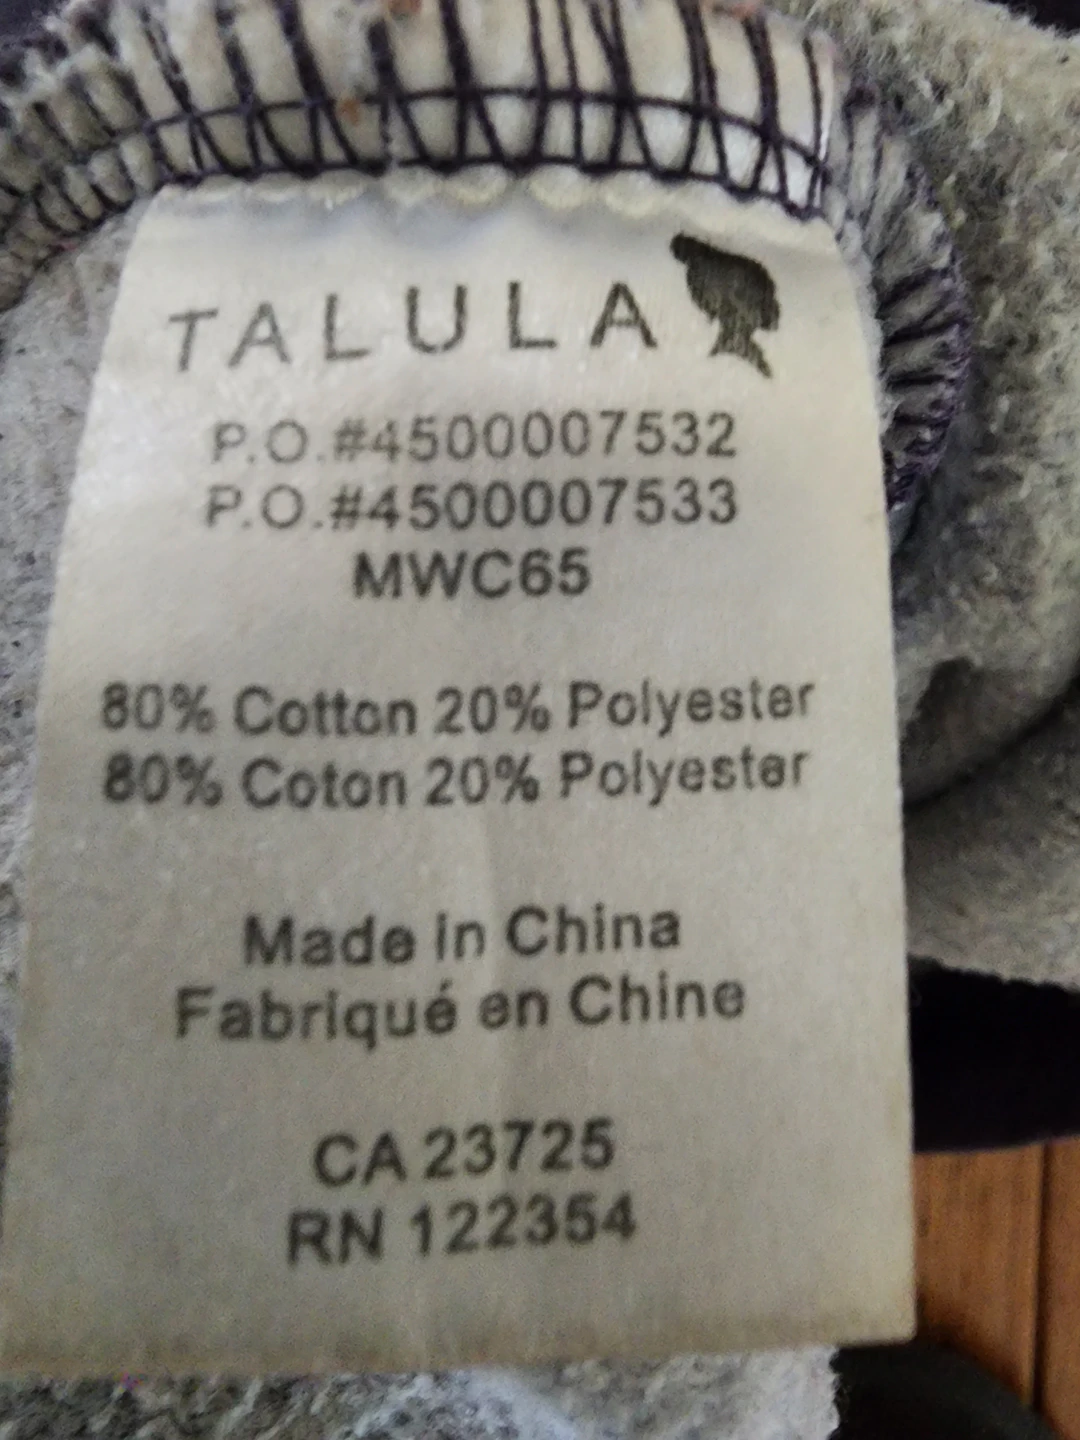 TALULA
P.O.#4500007532
P.O.#4500007533
MWC65
80% Cotton 20% Polyester
80% Coton 20% Polyester
Made in China
Fabriqué en Chine
CA 23725
RN 122354